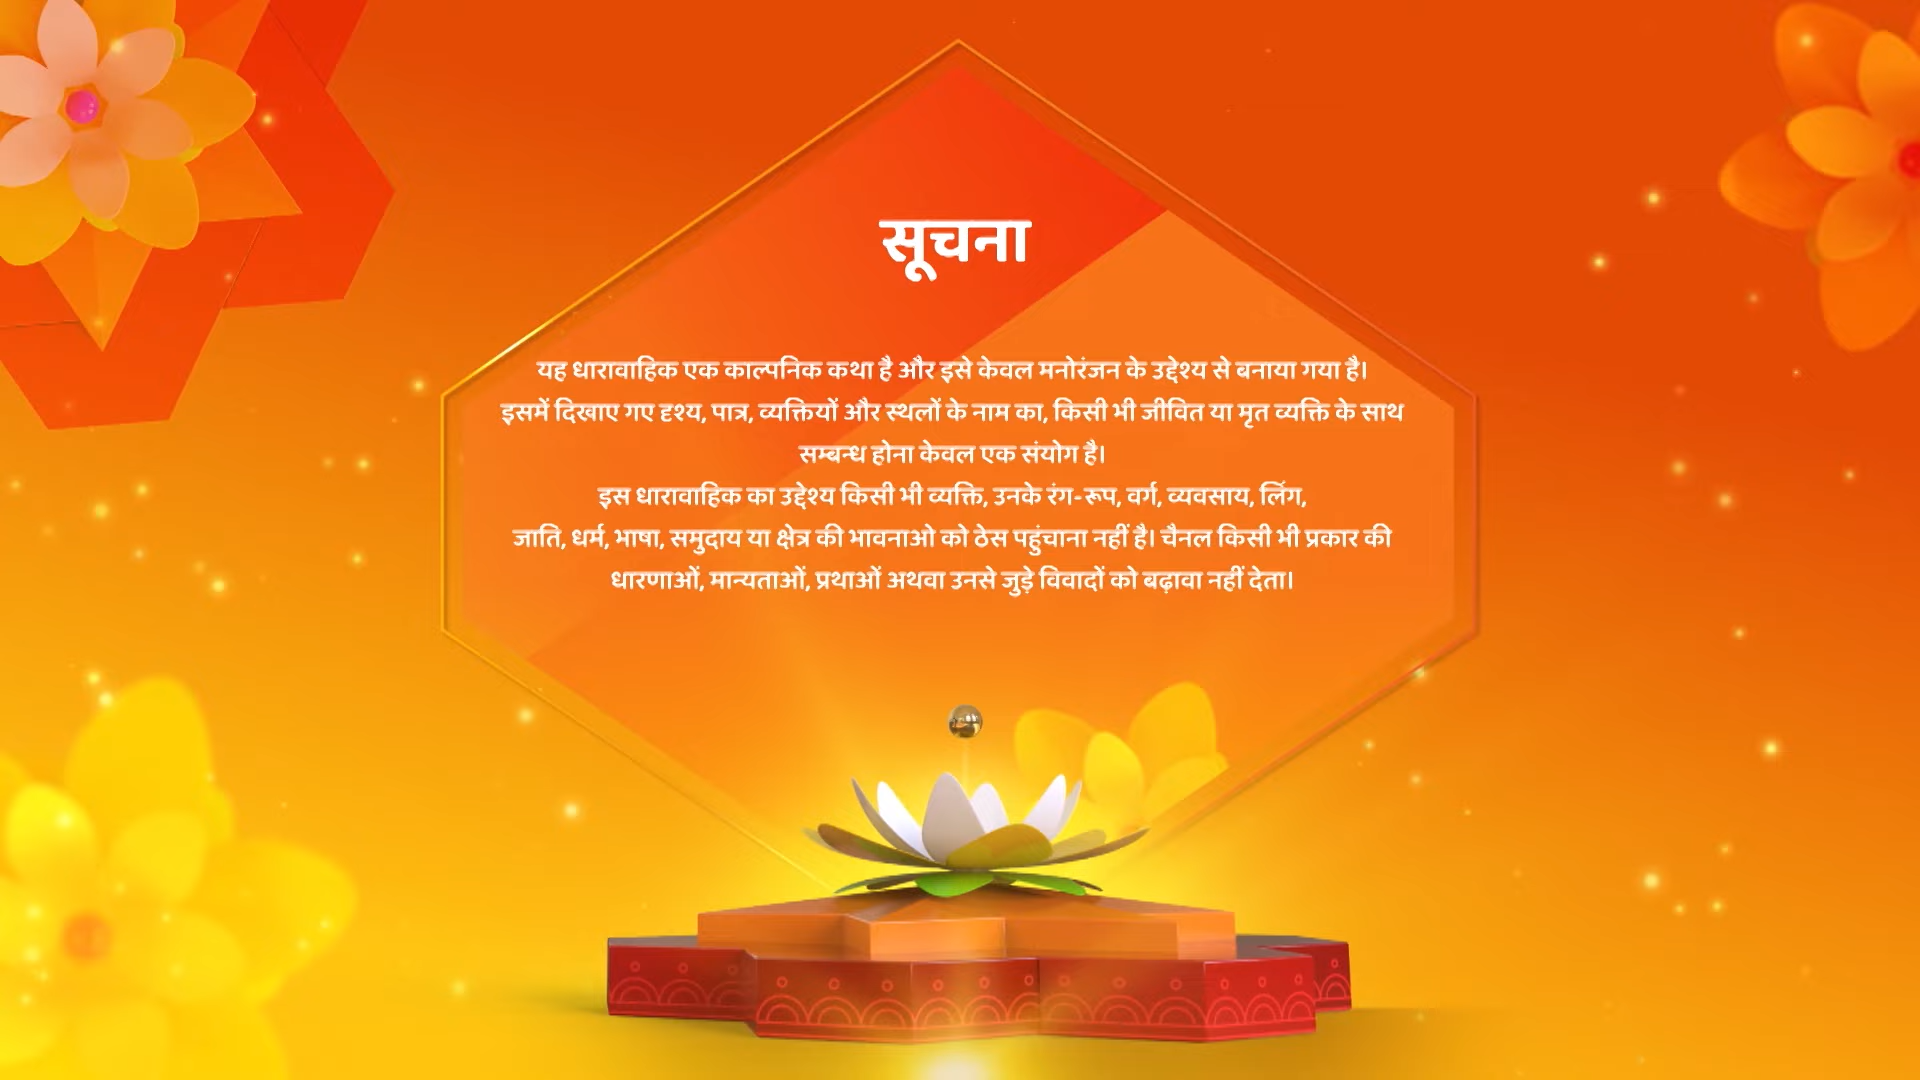 सूचना
यह धारावाहिक एक काल्पनिक कथा है और इसे केवल मनोरंजन के उद्देश्य से बनाया गया है।
इसमें दिखाए गए दृश्य, पात्र, व्यक्तियों और स्थलों के नाम का, किसी भी जीवित या मृत व्यक्ति के साथ
सम्बन्ध होना केवल एक संयोग है।
इस धारावाहिक का उद्देश्य किसी भी व्यक्ति, उनके रंग-रूप, वर्ग, व्यवसाय, लिंग,
जाति, धर्म, भाषा, समुदाय या क्षेत्र की भावनाओ को ठेस पहुंचाना नहीं है। चैनल किसी भी प्रकार की
धारणाओं, मान्यताओं, प्रथाओं अथवा उनसे जुड़े विवादों को बढ़ावा नहीं देता।